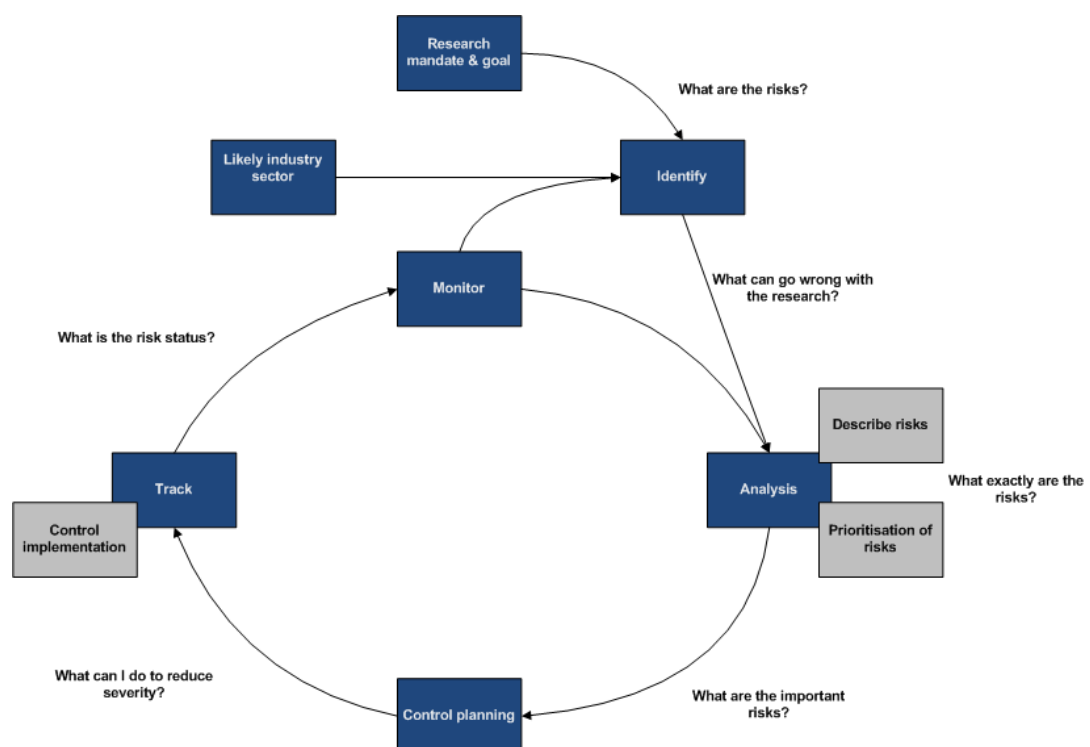 Research
mandate & goal
What are the risks?
Likely industry
sector
Identify
Monitor
What can go wrong with
the research?
What is the risk status?
Describe risks
Track
Analysis
What exactly are the
risks?
Control
implementation
Prioritisation of
risks
What can I do to reduce
severity?
Control planning
What are the important
risks?